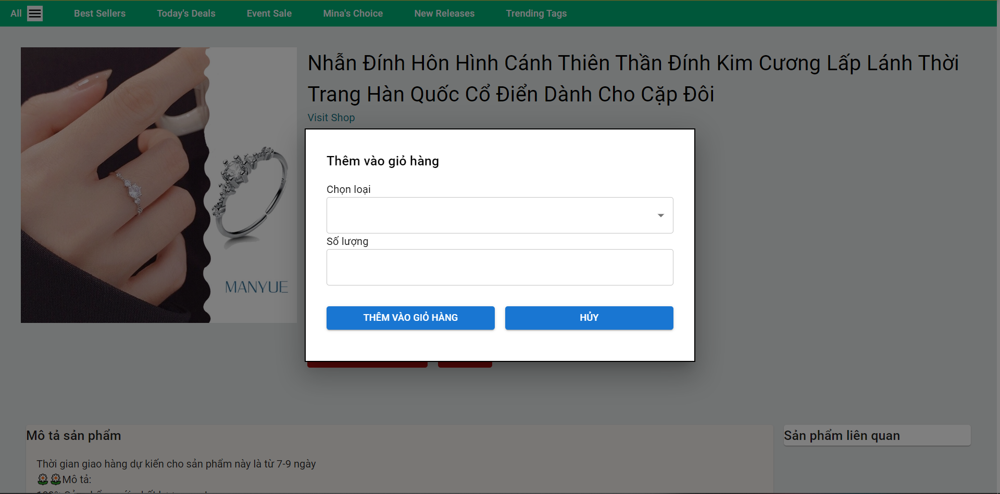 All
Best Sellers
Today's Deals
Event Sale
Mina's Choice
New Releases
Trending Tags
Nhẫn Đính Hôn Hình Cánh Thiên Thần Đính Kim Cương Lấp Lánh Thời
Trang Hàn Quốc Cổ Điển Dành Cho Cặp Đôi
Visit Shop
MANYUE
Thêm vào giỏ hàng
Chọn loại
Số lượng
THÊM VÀO GIỎ HÀNG
HỦY
Mô tả sản phẩm
Sản phẩm liên quan
Thời gian giao hàng dự kiến cho sản phẩm này là từ 7-9 ngày
🌼🌼Mô tả: